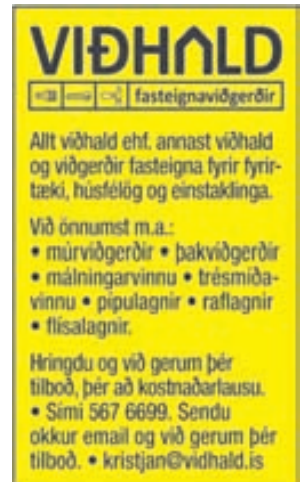 VIÐHALD
fasteignaviðgerðir
Allt viðhald ehf. annast viðhald
og viðgerðir fasteigna fyrir fyrir-
tæki, húsfélög og einstaklinga.
Við önnumst m.a.:
• múrviðgerðir • þakviðgerðir
• málningarvinnu • trésmíða-
vinnu • pípulagnir • raflagnir
• flísalagnir.
Hringdu og við gerum þér
tilboð, þér að kostnaðarlausu.
• Sími 567 6699. Sendu
okkur email og við gerum þér
tilboð. • kristjan@vidhald.is